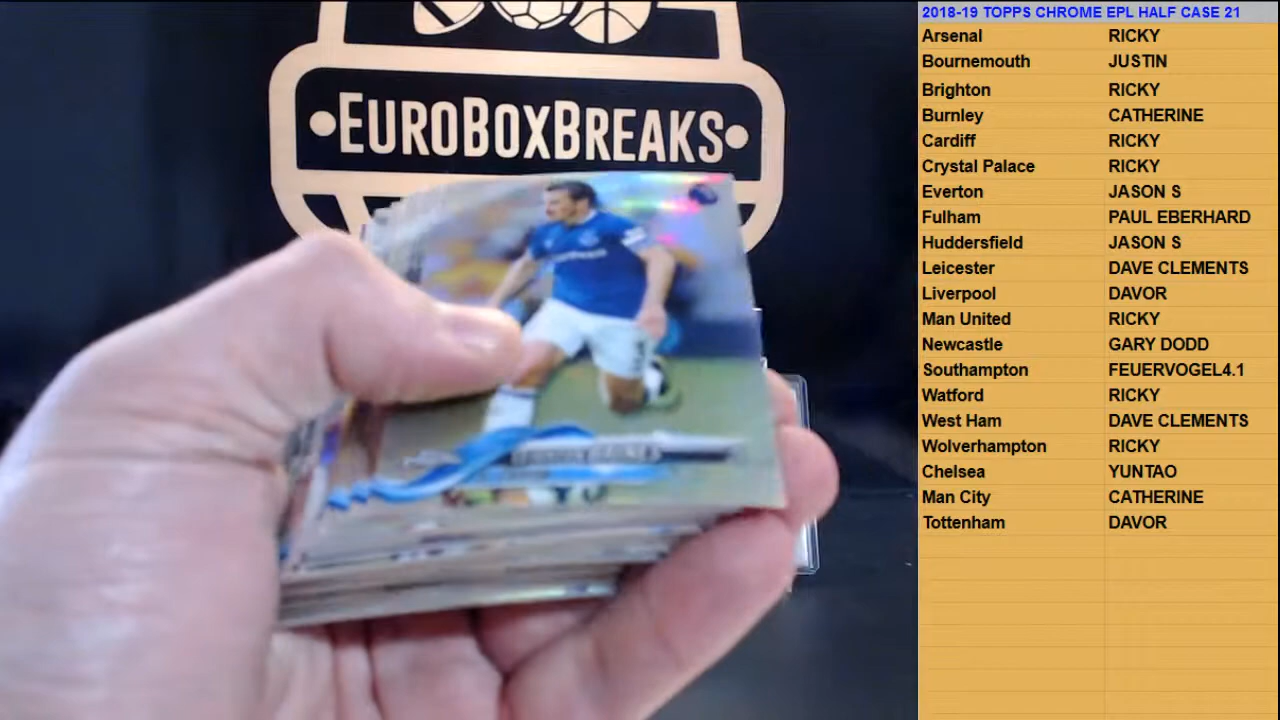 EUROBOXBREAKS
2018-19 TOPPS CHROME EPL HALF CASE 21
Arsenal RICKY
Bournemouth JUSTIN
Brighton RICKY
Burnley CATHERINE
Cardiff RICKY
Crystal Palace RICKY
Everton JASON S
Fulham PAUL EBERHARD
Huddersfield JASON S
Leicester DAVE CLEMENTS
Liverpool DAVOR
Man United RICKY
Newcastle GARY DODD
Southampton FEUERVOGEL4.1
Watford RICKY
West Ham DAVE CLEMENTS
Wolverhampton RICKY
Chelsea YUNTAO
Man City CATHERINE
Tottenham DAVOR